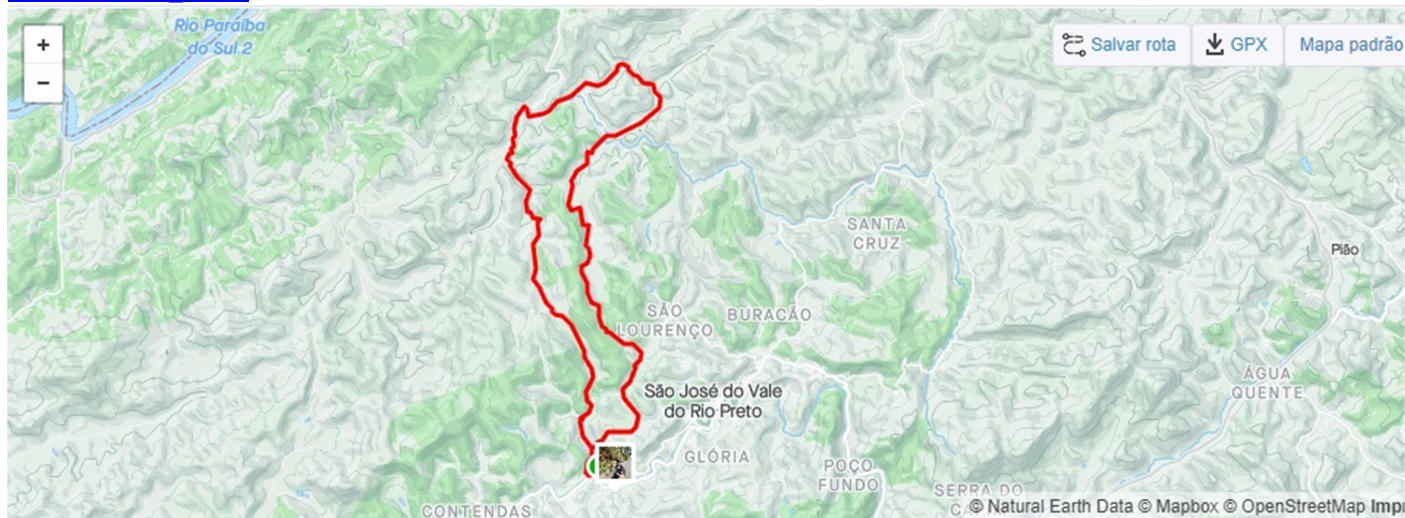 Rio Paraíba
do Sul 2
+
−
Salvar rota
GPX
Mapa padrão
SANTA
CRUZ
Pião
SÃO
LOURENÇO
BURACÃO
ÁGUA
QUENTE
São José do Vale
do Rio Preto
GLÓRIA
POÇO
FUNDO
SERRA DO
CONTENDAS
© Natural Earth Data © Mapbox © OpenStreetMap Impr